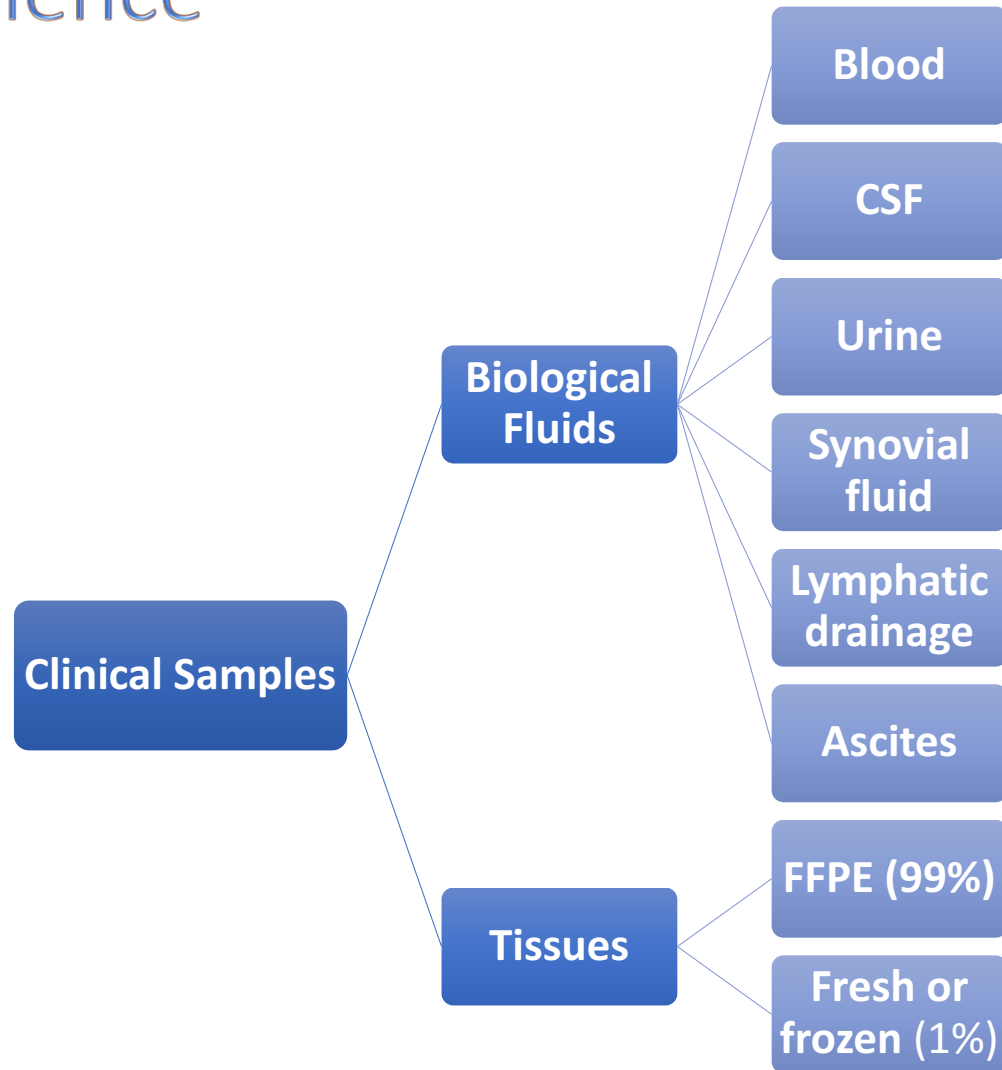 Blood
CSF
Urine
Biological
Fluids
Synovial
fluid
Lymphatic
drainage
Clinical Samples
Ascites
FFPE (99%)
Tissues
Fresh or
frozen (1%)